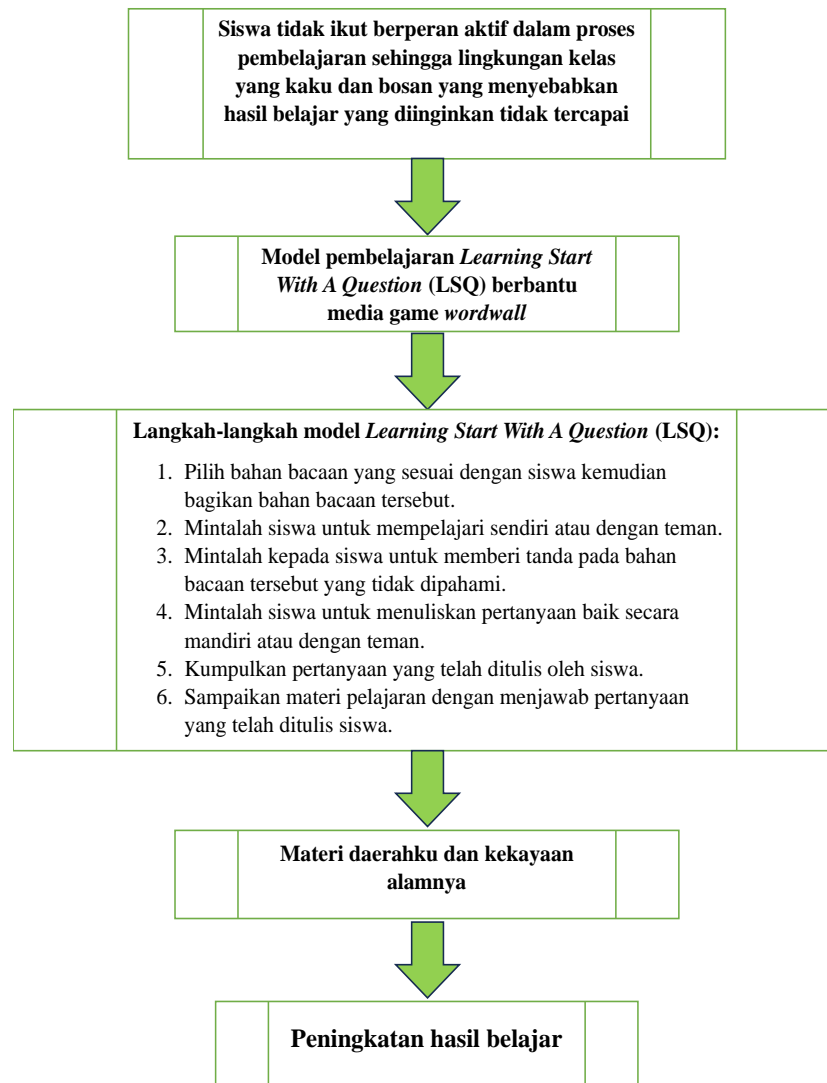 Siswa tidak ikut berperan aktif dalam proses
pembelajaran sehingga lingkungan kelas
yang kaku dan bosan yang menyebabkan
hasil belajar yang diinginkan tidak tercapai
Model pembelajaran Learning Start
With A Question (LSQ) berbantu
media game wordwall
Langkah-langkah model Learning Start With A Question (LSQ):
1. Pilih bahan bacaan yang sesuai dengan siswa kemudian
bagikan bahan bacaan tersebut.
2. Mintalah siswa untuk mempelajari sendiri atau dengan teman.
3. Mintalah kepada siswa untuk memberi tanda pada bahan
bacaan tersebut yang tidak dipahami.
4. Mintalah siswa untuk menuliskan pertanyaan baik secara
mandiri atau dengan teman.
5. Kumpulkan pertanyaan yang telah ditulis oleh siswa.
6. Sampaikan materi pelajaran dengan menjawab pertanyaan
yang telah ditulis siswa.
Materi daerahku dan kekayaan
alamnya
Peningkatan hasil belajar